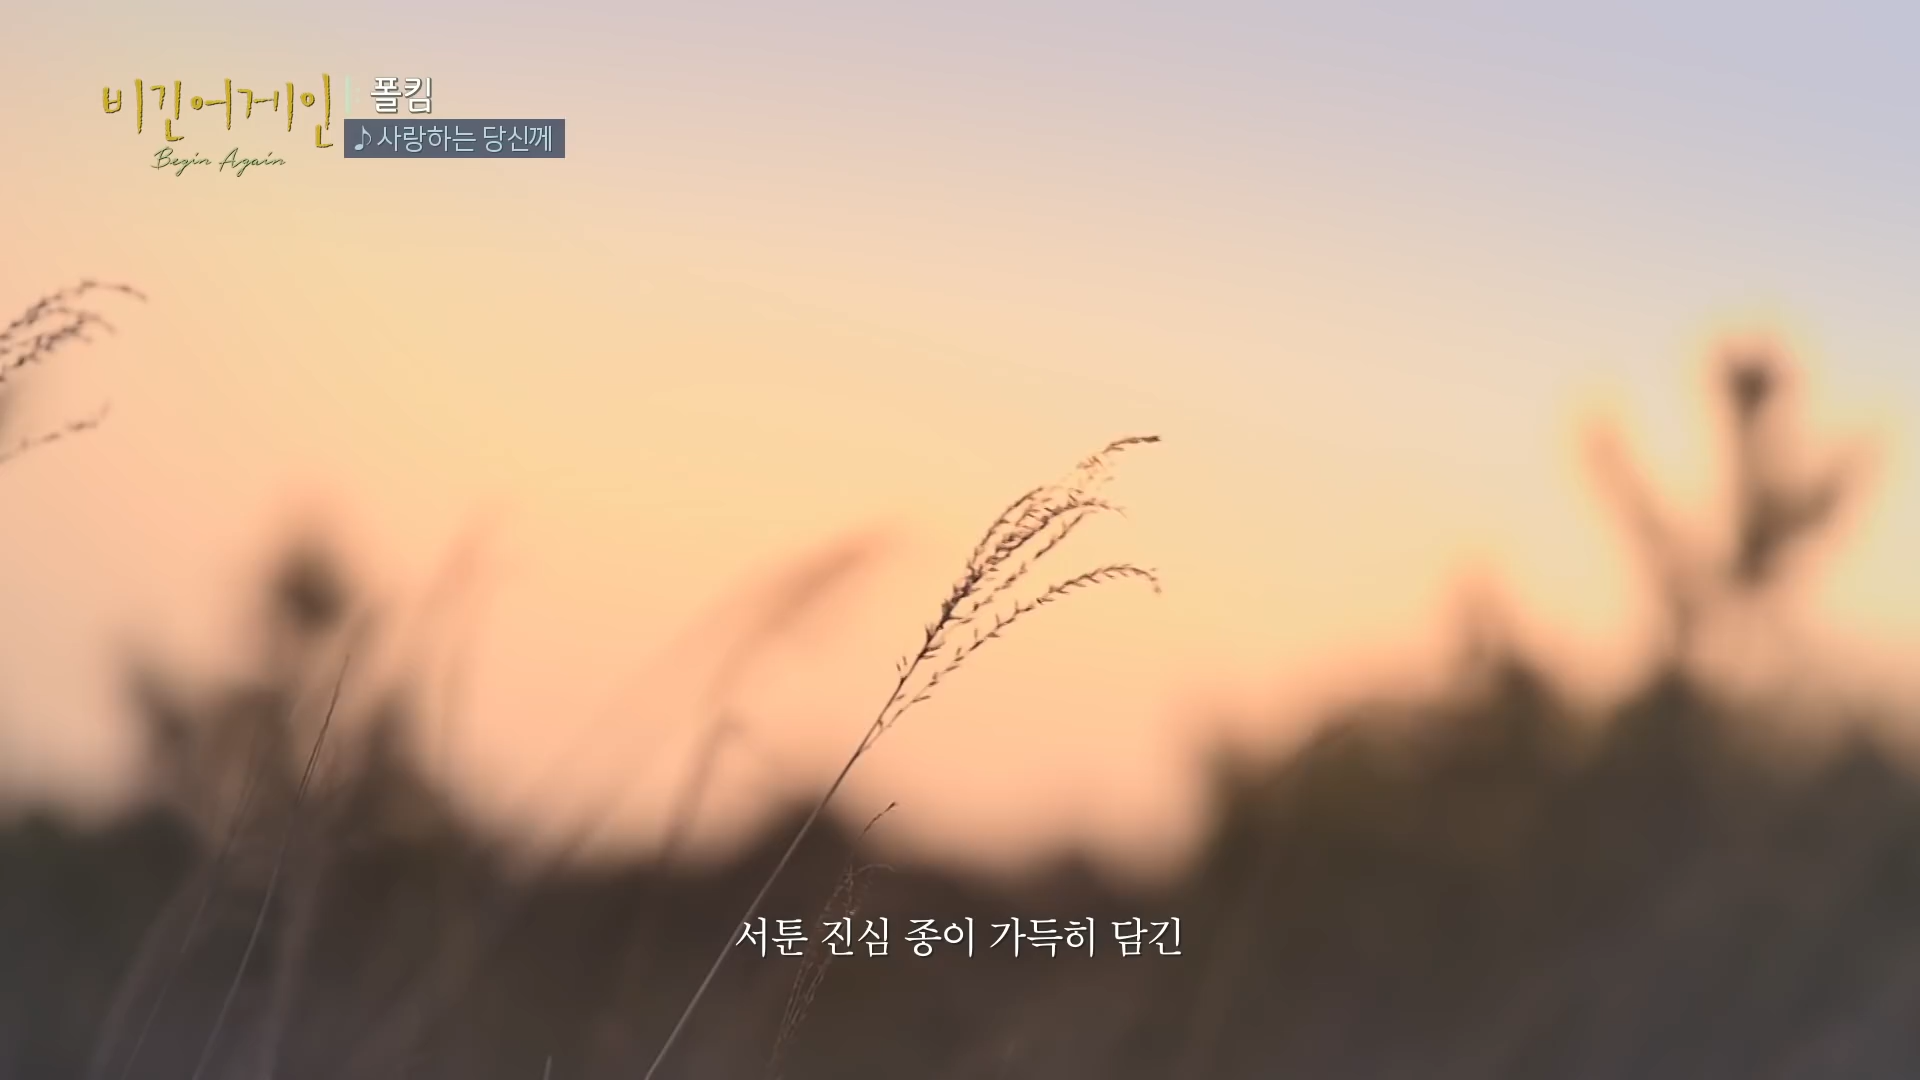 비긴어게인
Begin Again
폴킴
♪사랑하는 당신께
서툰 진심 종이 가득히 담긴